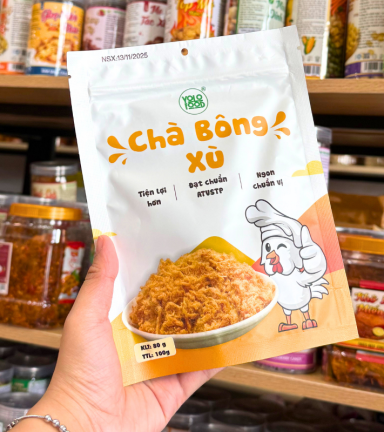 NSX:13/11/2025
YOLO
FOOD
Chà Bông
Xù
Tiện lợi
hơn
Đạt chuẩn
ATVSTP
Ngon
chuẩn vị
KLT: 80 g
TTL: 100g